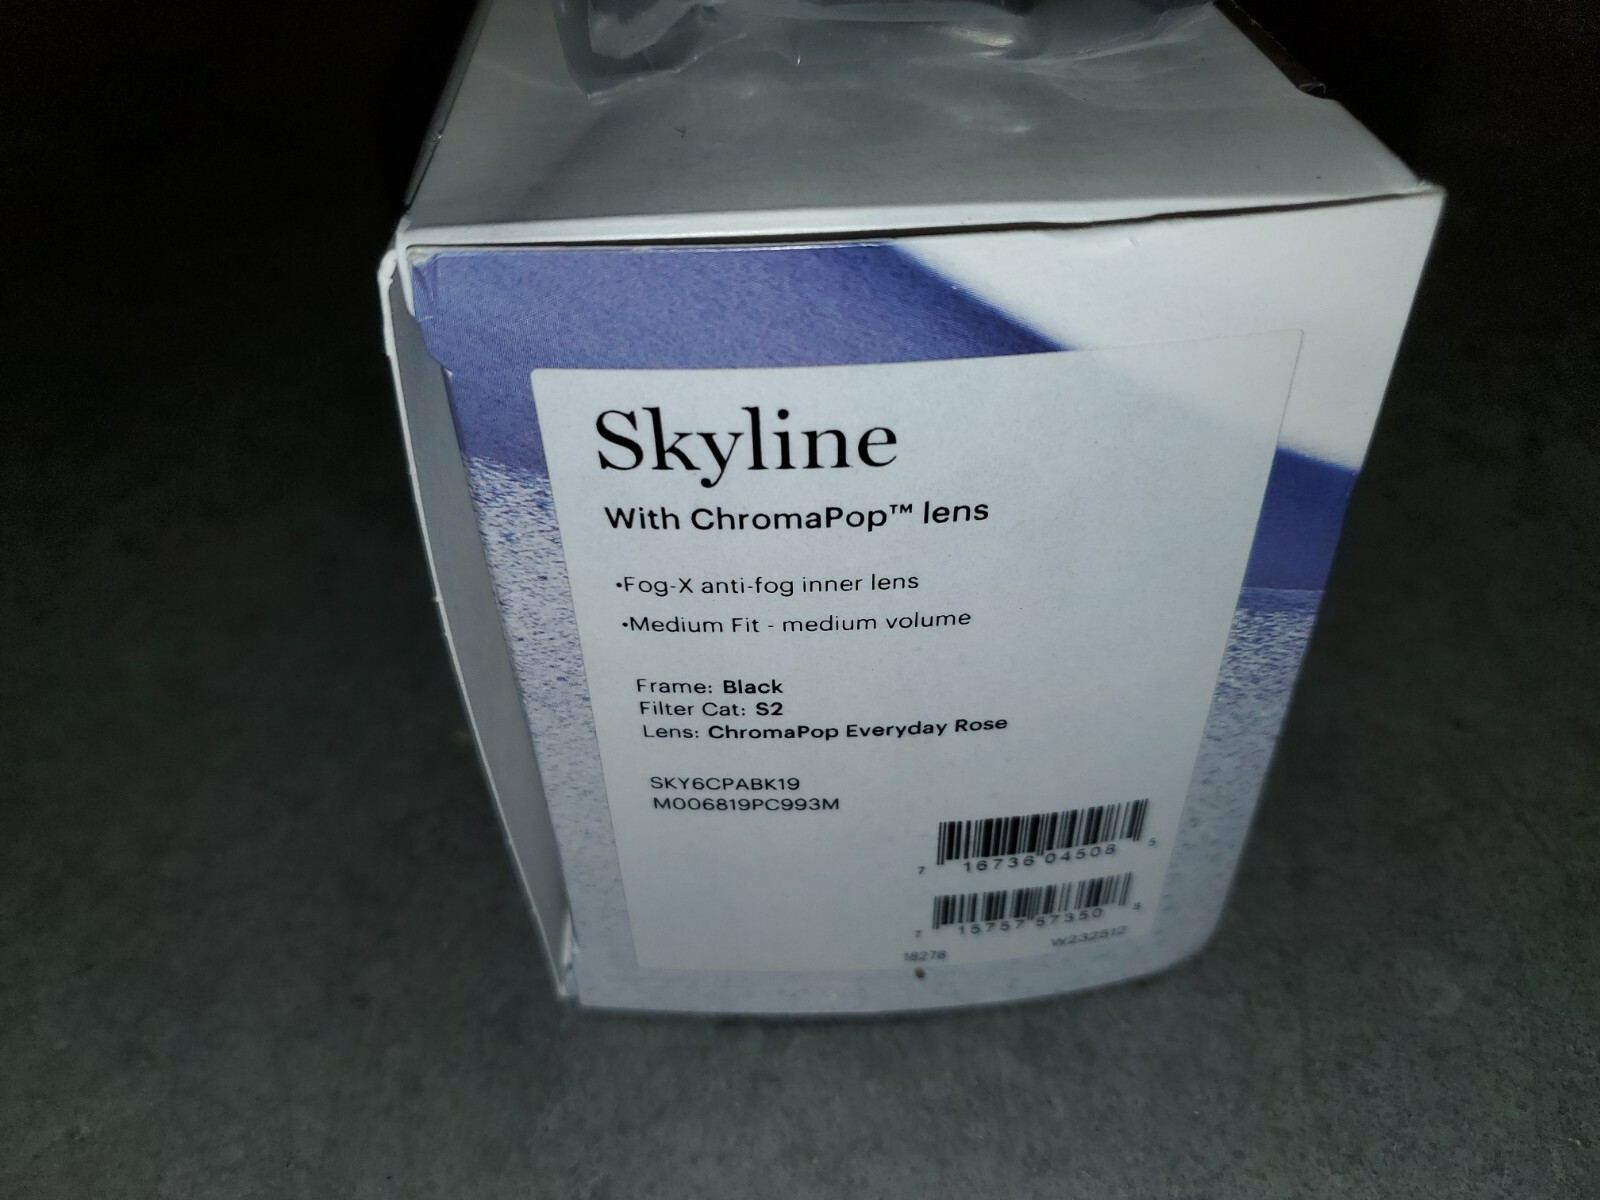 Skyline
With ChromaPop™ lens
•Fog-X anti-fog inner lens
•Medium Fit - medium volume
Frame: Black
Filter Cat: S2
Lens: ChromaPop Everyday Rose
SKY6CPABK19
M006819PC993M
7 16736 04508 5
7 15757 57350 5
18278 W232512